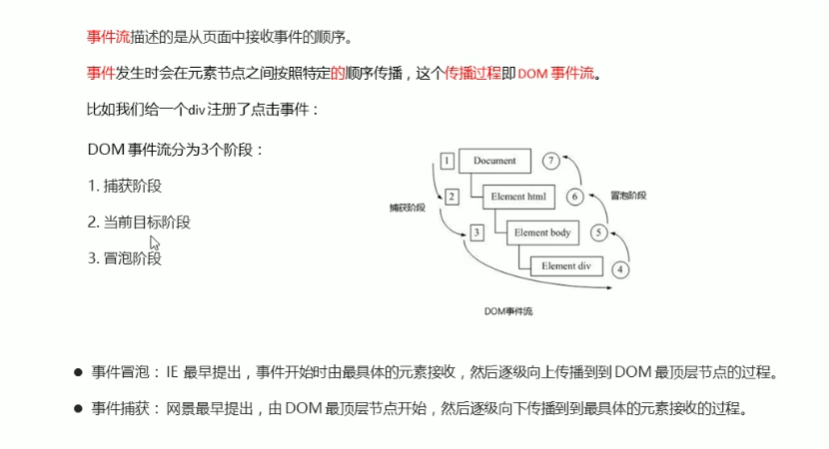 事件流描述的是从页面中接收事件的顺序。
事件发生时会在元素节点之间按照特定的顺序传播，这个传播过程即DOM 事件流。
比如我们给一个div 注册了点击事件：
DOM 事件流分为3个阶段：
1. 捕获阶段
2. 当前目标阶段
3. 冒泡阶段
1 Document 7
2 Element html 6
捕获阶段 冒泡阶段
3 Element body 5
Element div 4
DOM事件流
● 事件冒泡： IE 最早提出，事件开始时由最具体的元素接收，然后逐级向上传播到到 DOM 最顶层节点的过程。
● 事件捕获： 网景最早提出，由 DOM 最顶层节点开始，然后逐级向下传播到到最具体的元素接收的过程。